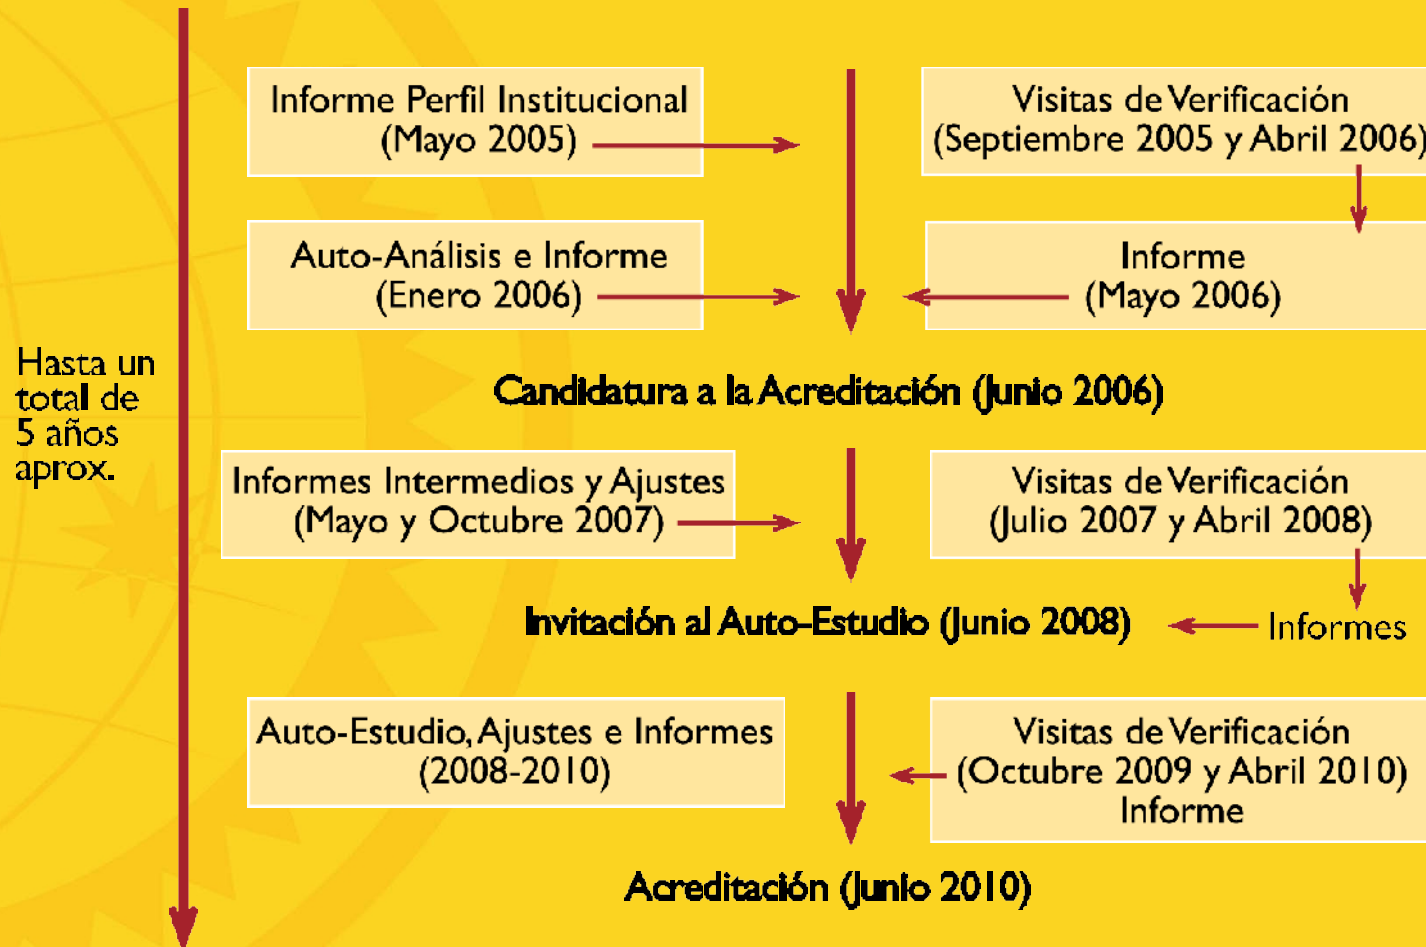 Informe Perfil Institucional
(Mayo 2005)
Visitas de Verificación
(Septiembre 2005 y Abril 2006)
Auto-Análisis e Informe
(Enero 2006)
Informe
(Mayo 2006)
Hasta un
total de
5 años
aprox.
Candidatura a la Acreditación (Junio 2006)
Informes Intermedios y Ajustes
(Mayo y Octubre 2007)
Visitas de Verificación
(Julio 2007 y Abril 2008)
Invitación al Auto-Estudio (Junio 2008)
Informes
Auto-Estudio, Ajustes e Informes
(2008-2010)
Visitas de Verificación
(Octubre 2009 y Abril 2010)
Informe
Acreditación (Junio 2010)